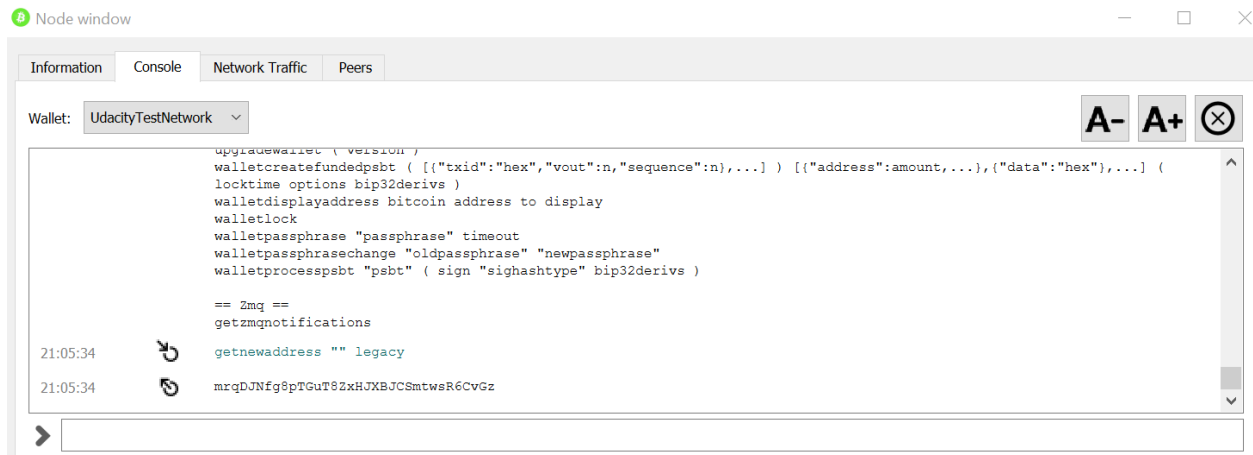 Node window
Information Console Network Traffic Peers
Wallet: UdacityTestNetwork A- A+
upgradewallet ( version )
walletcreatefundedpsbt ( [{"txid":"hex","vout":n,"sequence":n},...] ) [{"address":amount,...},{"data":"hex"},...] (
locktime options bip32derivs )
walletdisplayaddress bitcoin address to display
walletlock
walletpassphrase "passphrase" timeout
walletpassphrasechange "oldpassphrase" "newpassphrase"
walletprocesspsbt "psbt" ( sign "sighashtype" bip32derivs )
== Zmq ==
getzmqnotifications
21:05:34 getnewaddress "" legacy
21:05:34 mrqDJNfg8pTGuT8ZxHJXBJCSmtwsR6CvGz